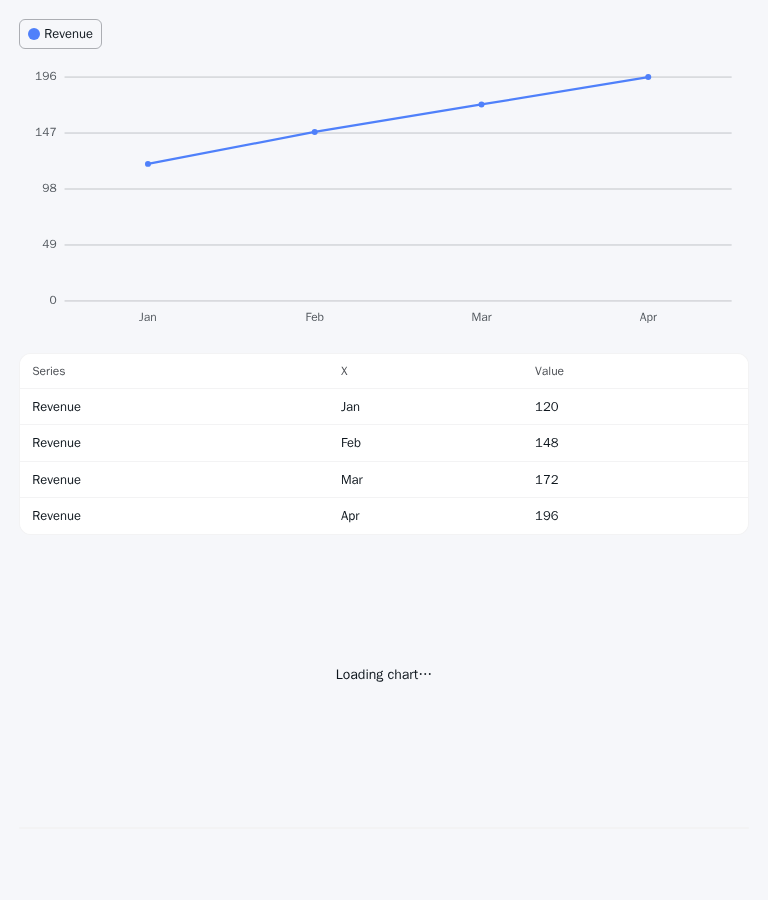 Revenue
196
147
98
49
0
Jan Feb Mar Apr
Series X Value
Revenue Jan 120
Revenue Feb 148
Revenue Mar 172
Revenue Apr 196
Loading chart···